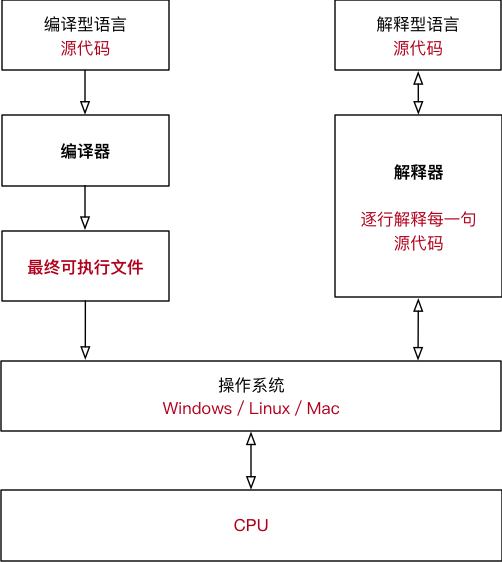 编译型语言
源代码
编译器
最终可执行文件
解释型语言
源代码
解释器
逐行解释每一句
源代码
操作系统
Windows / Linux / Mac
CPU